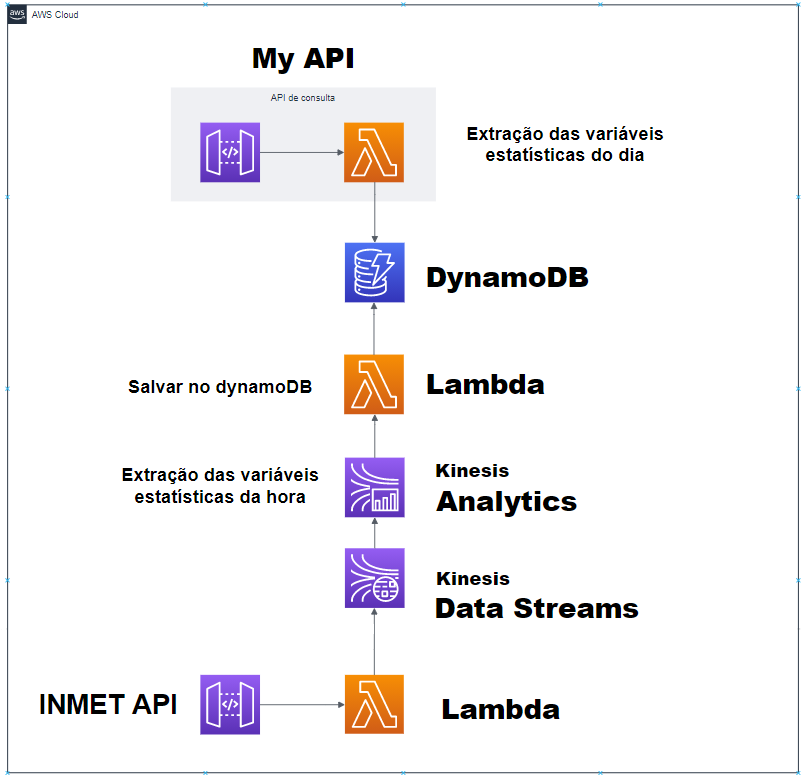 aws
AWS Cloud
My API
API de consulta
</>
Extração das variáveis
estatísticas do dia
DynamoDB
Salvar no dynamoDB
Lambda
Extração das variáveis
estatísticas da hora
Kinesis
Analytics
Kinesis
Data Streams
INMET API
</>
Lambda